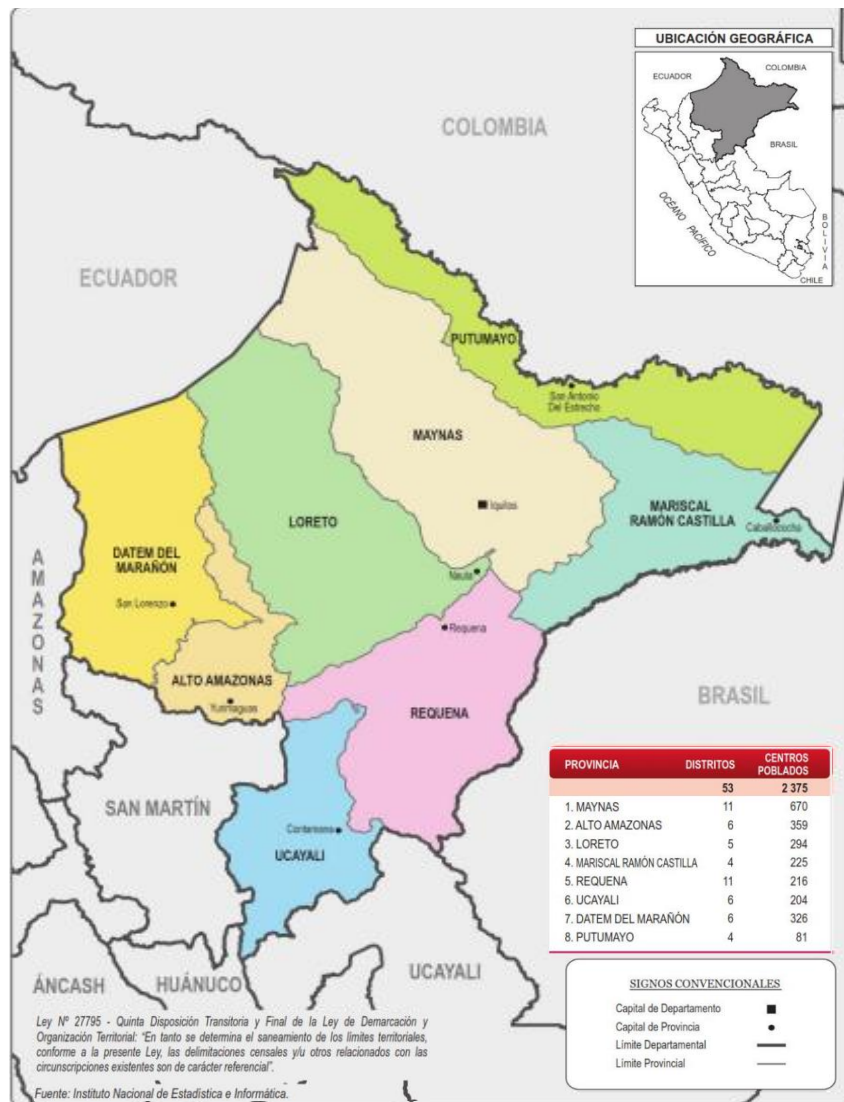 UBICACIÓN GEOGRÁFICA
ECUADOR
COLOMBIA
BRASIL
OCÉANO PACÍFICO
BOLIVIA
CHILE
COLOMBIA
ECUADOR
PUTUMAYO
San Antonio
Del Estrecho
MAYNAS
Iquitos
MARISCAL
RAMÓN CASTILLA
Caballococha
LORETO
DATEM DEL
MARAÑÓN
San Lorenzo
Nauta
Requena
AMAZONAS
ALTO AMAZONAS
Yurimaguas
REQUENA
BRASIL
SAN MARTÍN
Contamana
UCAYALI
ÁNCASH
HUÁNUCO
UCAYALI
PROVINCIA DISTRITOS CENTROS
POBLADOS
53 2 375
1. MAYNAS 11 670
2. ALTO AMAZONAS 6 359
3. LORETO 5 294
4. MARISCAL RAMÓN CASTILLA 4 225
5. REQUENA 11 216
6. UCAYALI 6 204
7. DATEM DEL MARAÑÓN 6 326
8. PUTUMAYO 4 81
SIGNOS CONVENCIONALES
Capital de Departamento
Capital de Provincia
Límite Departamental
Límite Provincial
Ley Nº 27795 - Quinta Disposición Transitoria y Final de la Ley de Demarcación y
Organización Territorial: "En tanto se determina el saneamiento de los límites territoriales,
conforme a la presente Ley, las delimitaciones censales y/u otros relacionados con las
circunscripciones existentes son de carácter referencial".
Fuente: Instituto Nacional de Estadística e Informática.